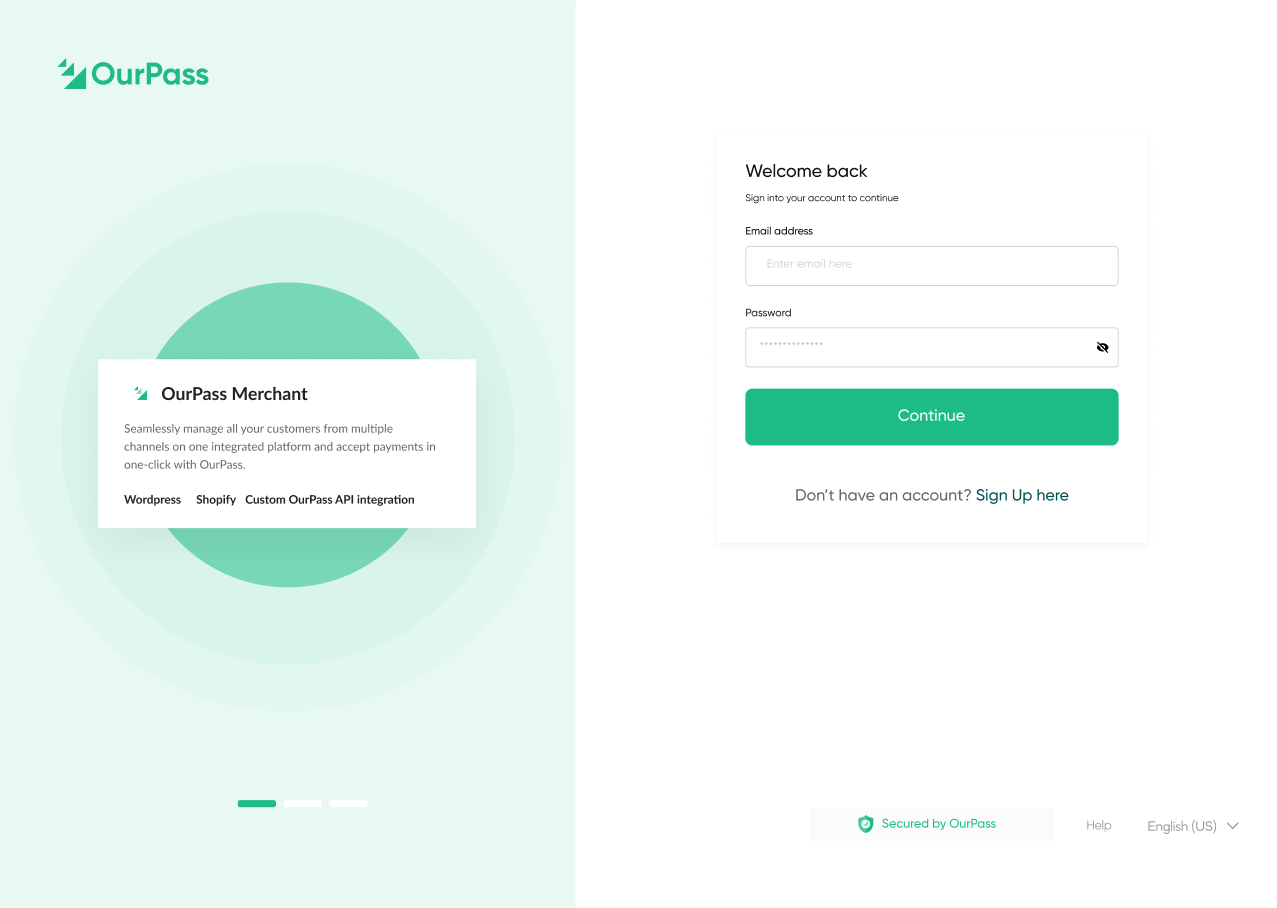 OurPass
OurPass Merchant
Seamlessly manage all your customers from multiple
channels on one integrated platform and accept payments in
one-click with OurPass.
Wordpress Shopify Custom OurPass API integration
Welcome back
Sign into your account to continue
Email address
Enter email here
Password
**************
Continue
Don’t have an account? Sign Up here
Secured by OurPass
Help
English (US)